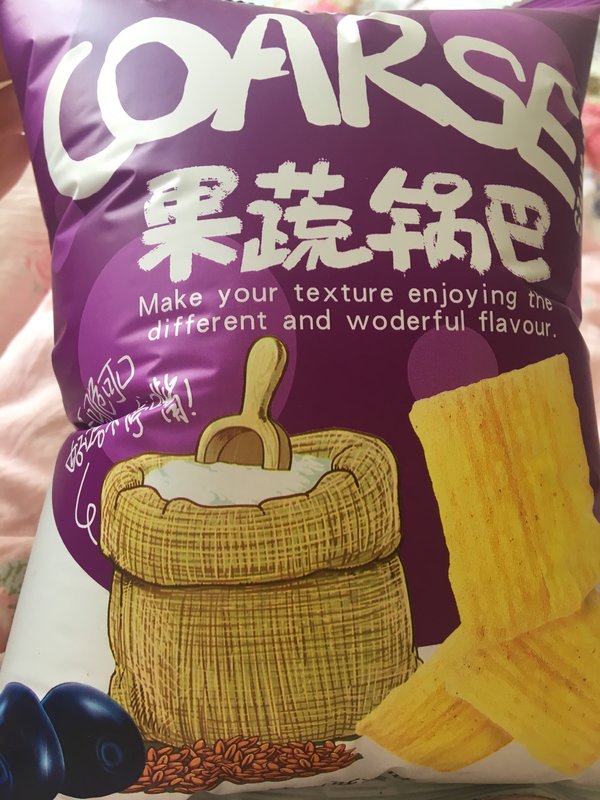 COARSE
果蔬锅巴
Make your texture enjoying the
different and woderful flavour.